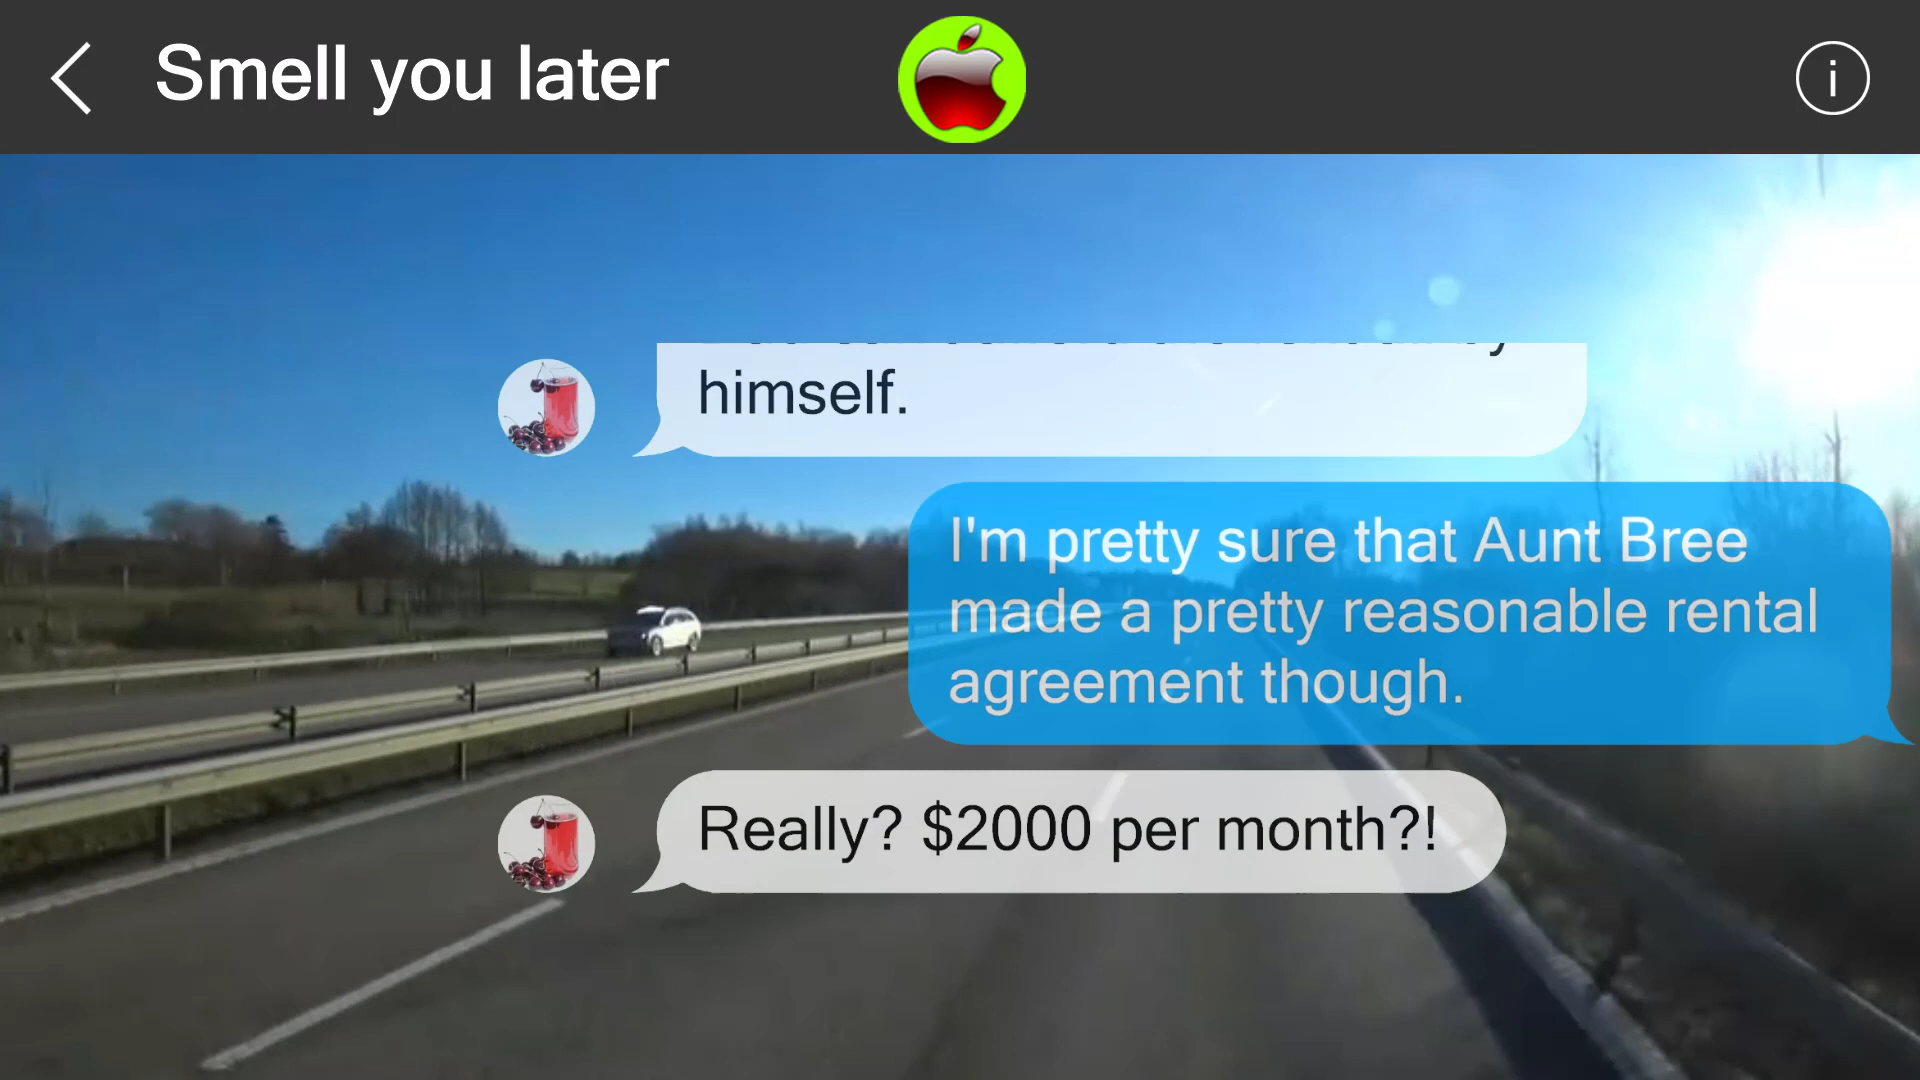 Smell you later
himself.
I'm pretty sure that Aunt Bree
made a pretty reasonable rental
agreement though.
Really? $2000 per month?!